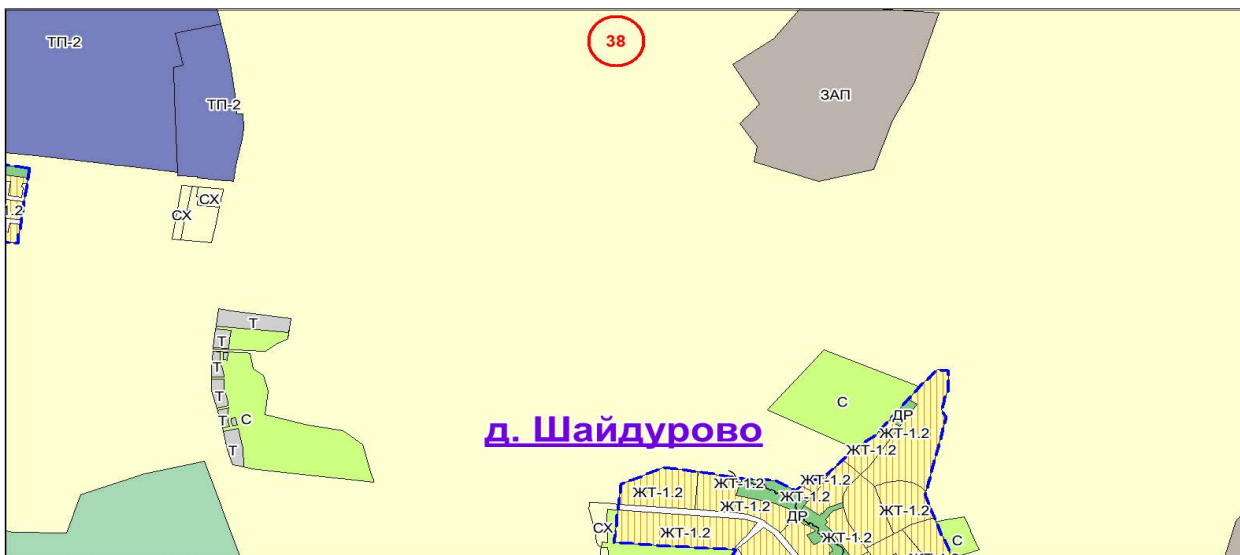 ТП-2
38
ЗАП
ТП-2
СХ
СХ
1.2
Т
Т
Т
Т
Т
С
Т
С
ДР
ЖТ-1.2
д. Шайдурово
ЖТ-1.2
ЖТ-1.2
ЖТ-1.2
ЖТ-1.2
ЖТ-1.2
ЖТ-1.2
ЖТ-1.2
ДР
СХ
ЖТ-1.2
ЖТ-1.2
С
ЖТ-1.2